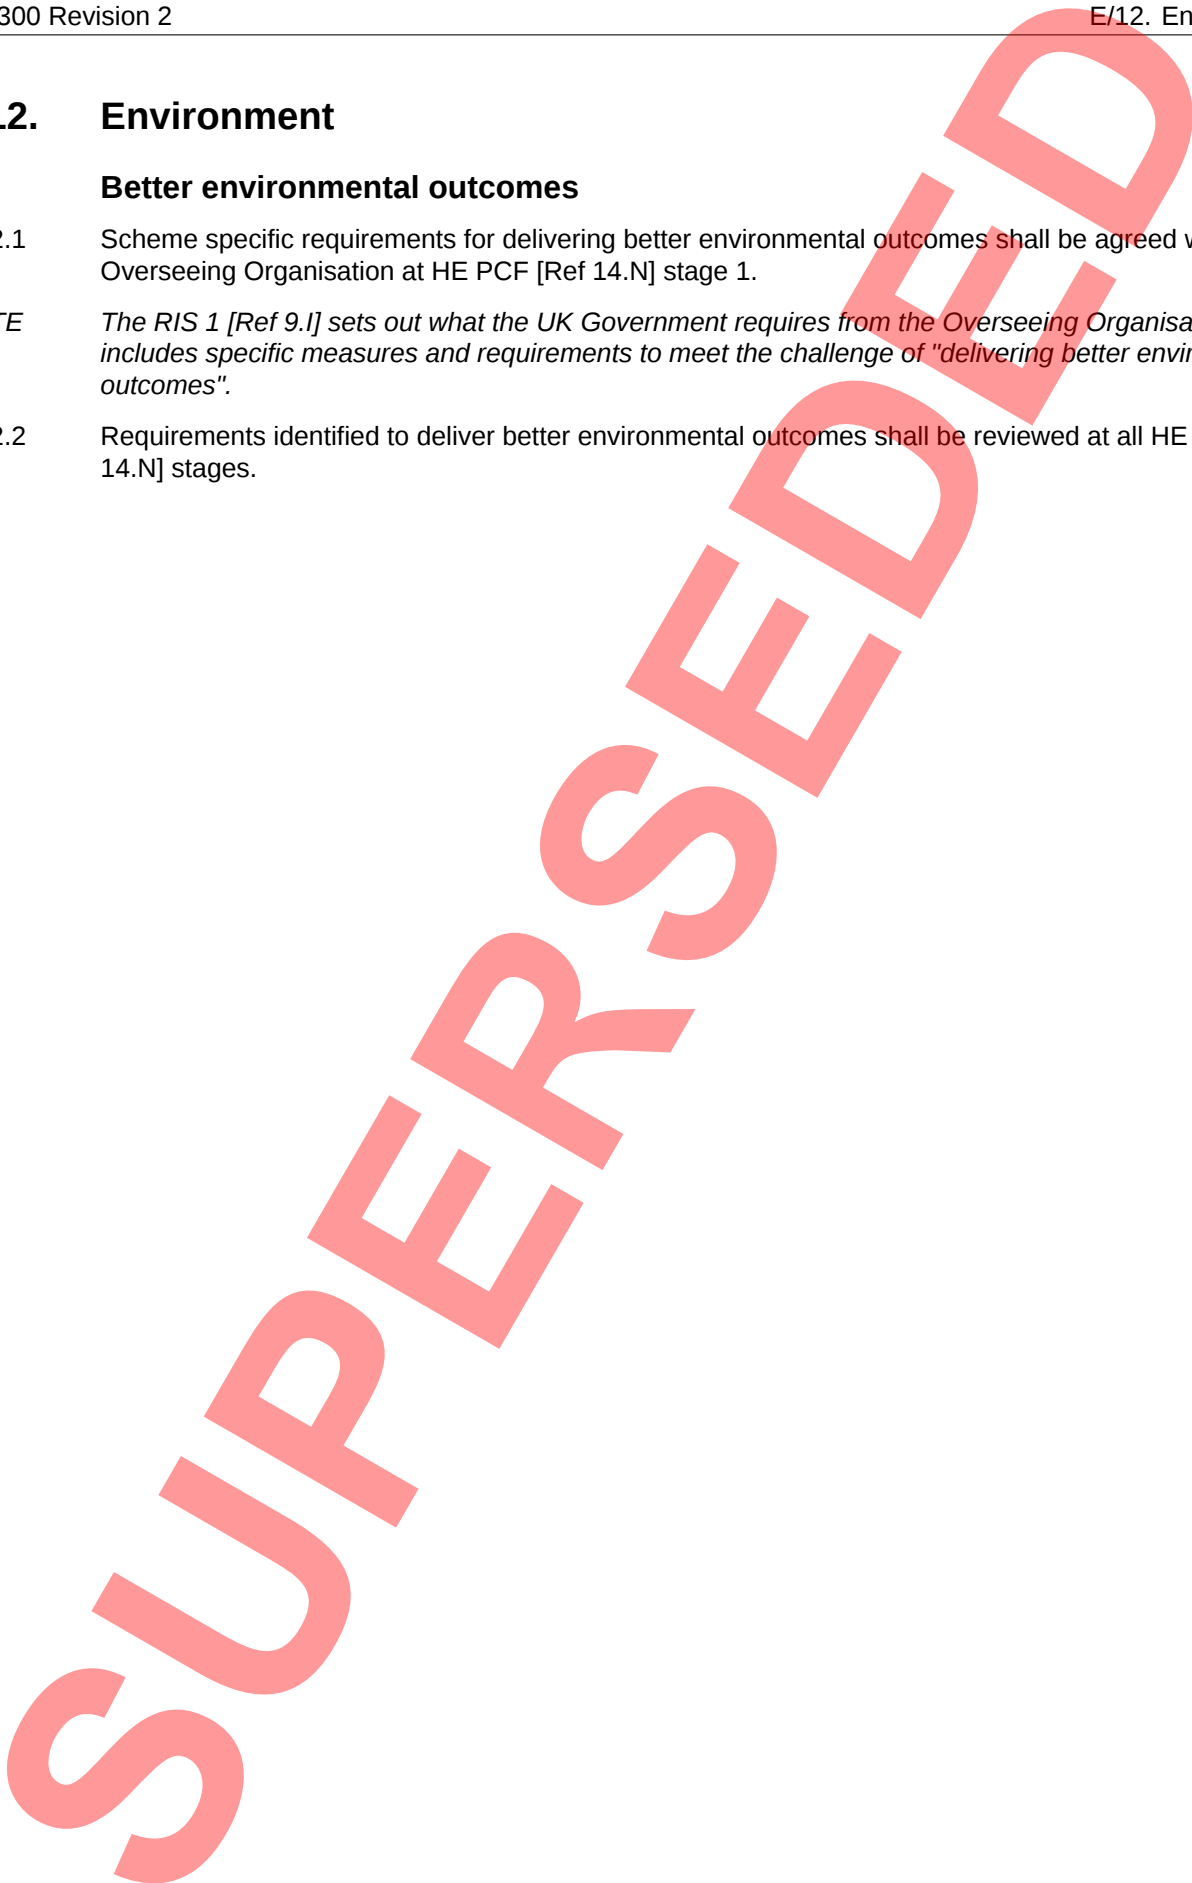 300 Revision 2 E/12. En
2. Environment
Better environmental outcomes
2.1 Scheme specific requirements for delivering better environmental outcomes shall be agreed w
Overseeing Organisation at HE PCF [Ref 14.N] stage 1.
TE The RIS 1 [Ref 9.I] sets out what the UK Government requires from the Overseeing Organisa
includes specific measures and requirements to meet the challenge of "delivering better envir
outcomes".
2.2 Requirements identified to deliver better environmental outcomes shall be reviewed at all HE
14.N] stages.
SUPERSEDED